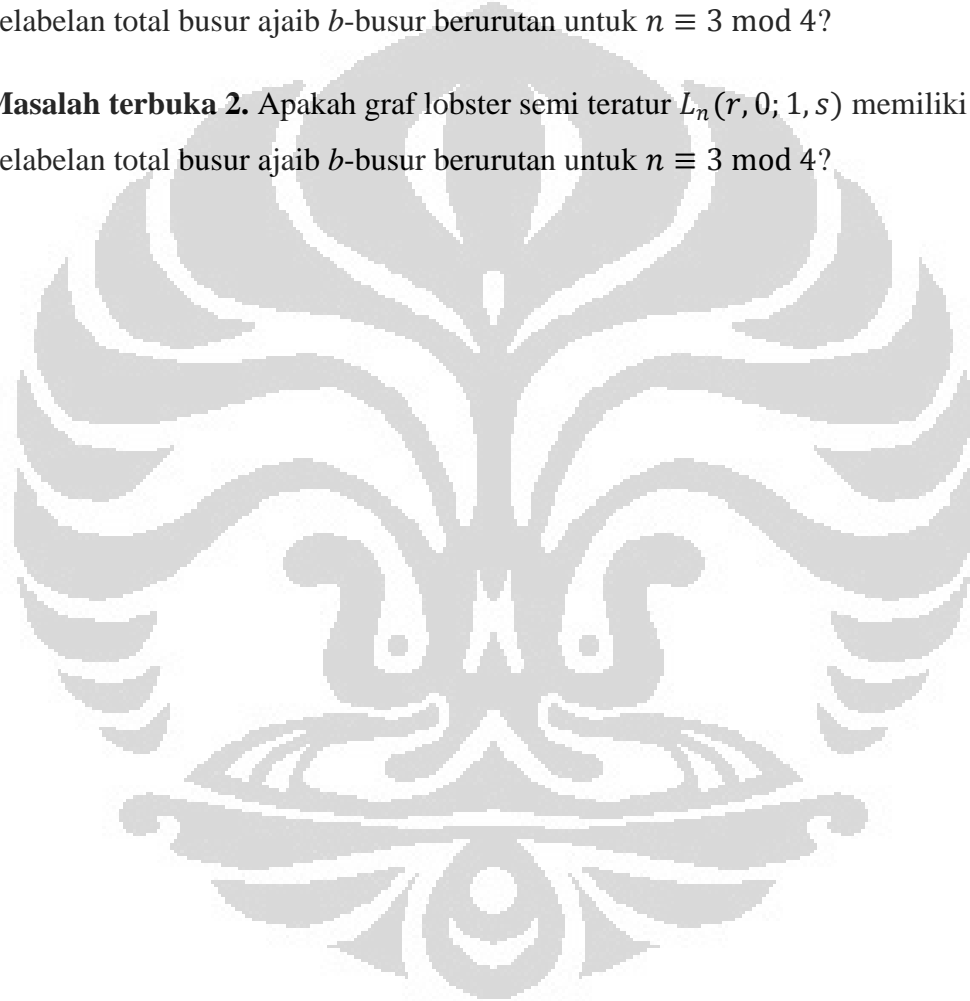 elabelan total busur ajaib b-busur berurutan untuk n ≡ 3 mod 4?
Masalah terbuka 2. Apakah graf lobster semi teratur Lₙ(r, 0; 1, s) memiliki
elabelan total busur ajaib b-busur berurutan untuk n ≡ 3 mod 4?